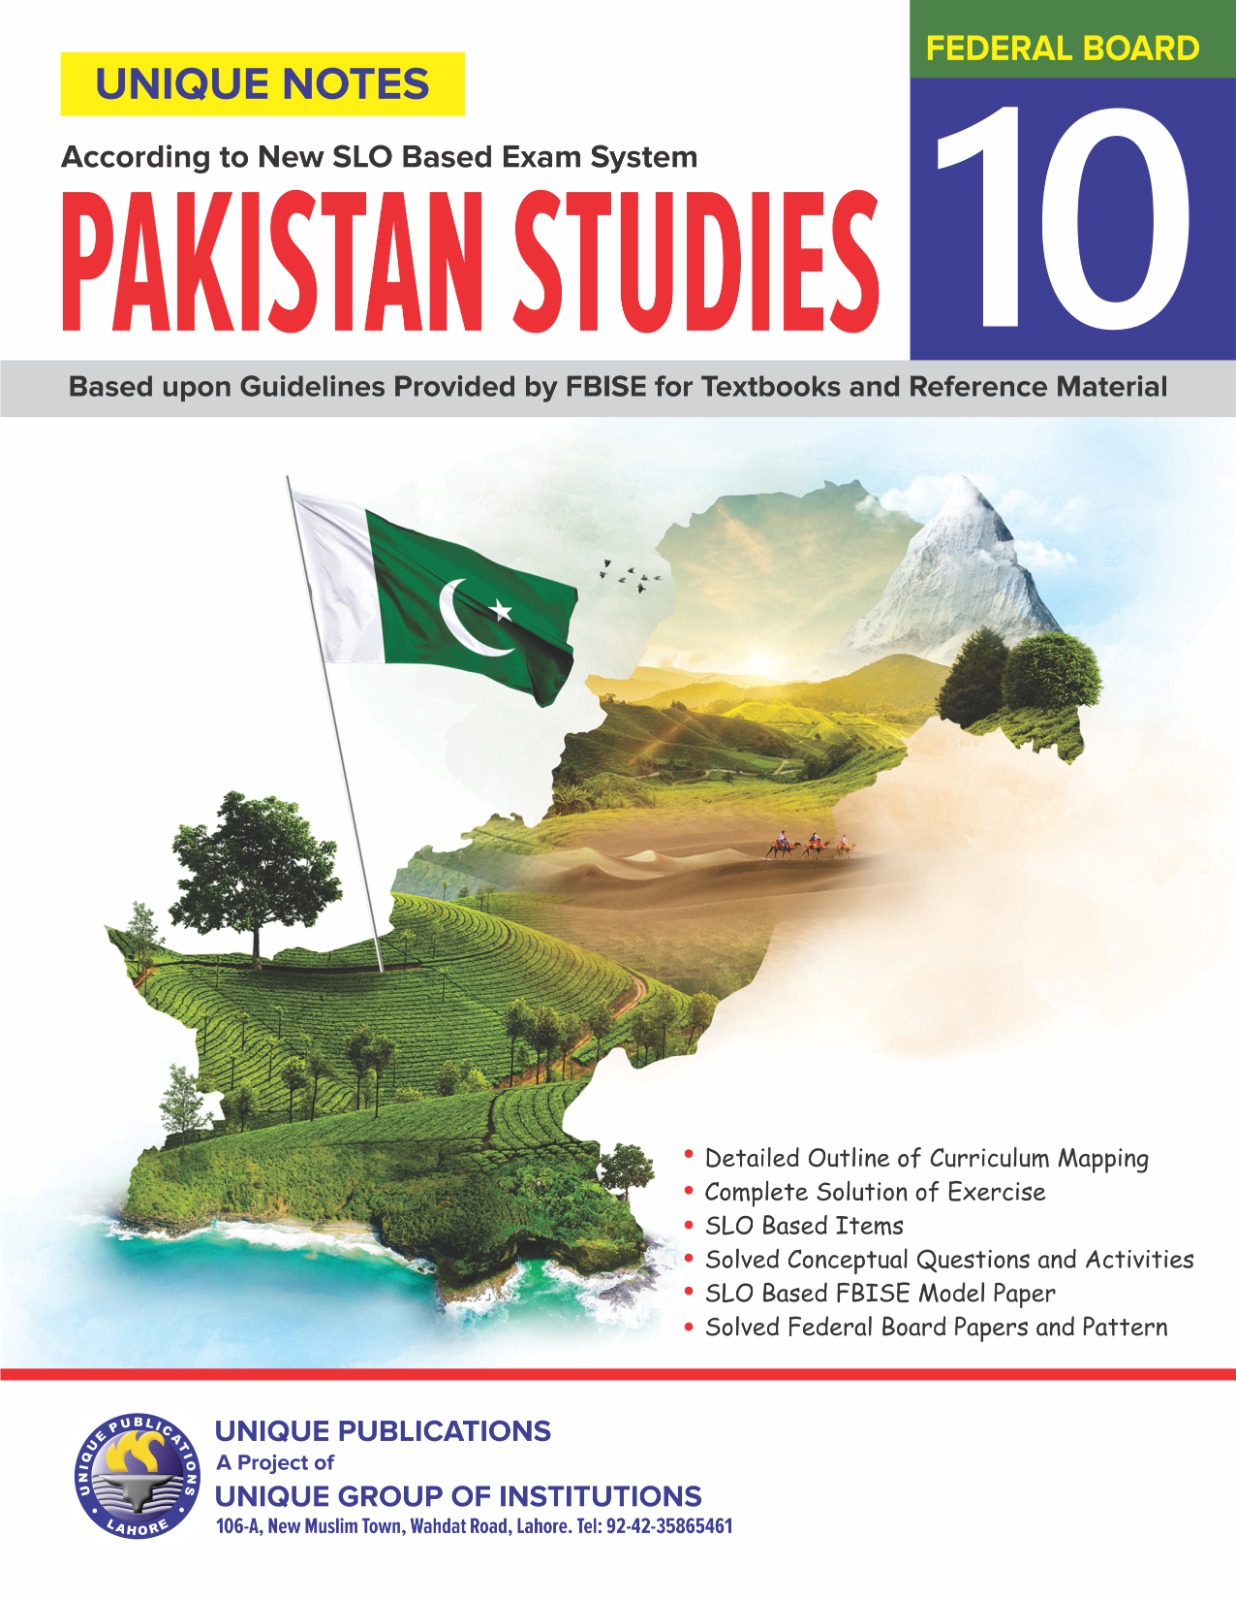 FEDERAL BOARD
10
UNIQUE NOTES
According to New SLO Based Exam System
PAKISTAN STUDIES
Based upon Guidelines Provided by FBISE for Textbooks and Reference Material
• Detailed Outline of Curriculum Mapping
• Complete Solution of Exercise
• SLO Based Items
• Solved Conceptual Questions and Activities
• SLO Based FBISE Model Paper
• Solved Federal Board Papers and Pattern
UNIQUE PUBLICATIONS
• LAHORE •
UNIQUE PUBLICATIONS
A Project of
UNIQUE GROUP OF INSTITUTIONS
106-A, New Muslim Town, Wahdat Road, Lahore. Tel: 92-42-35865461